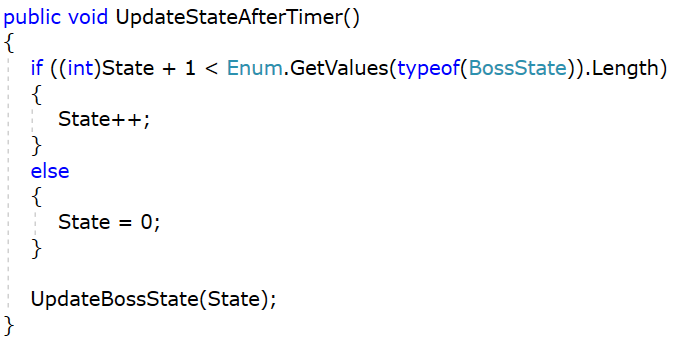 public void UpdateStateAfterTimer()
{
if ((int)State + 1 < Enum.GetValues(typeof(BossState)).Length)
{
State++;
}
else
{
State = 0;
}
UpdateBossState(State);
}